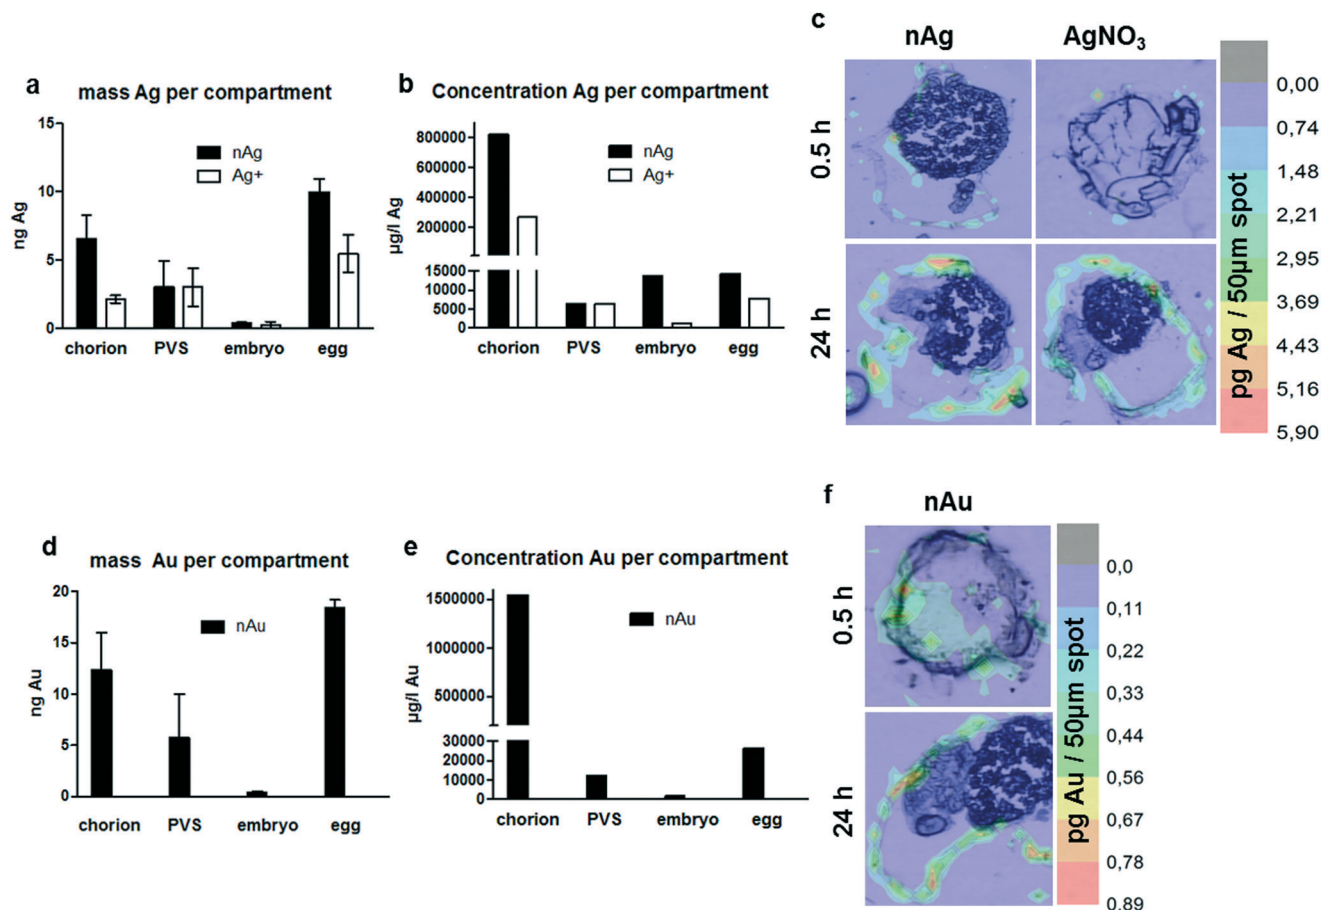 a
mass Ag per compartment
15
10
5
0
ng Ag
nAg
Ag+
chorion PVS embryo egg
b
Concentration Ag per compartment
800000
600000
400000
200000
15000
10000
5000
0
µg/l Ag
nAg
Ag+
chorion PVS embryo egg
c
nAg AgNO3
0.5 h
24 h
pg Ag / 50µm spot
0,00
0,74
1,48
2,21
2,95
3,69
4,43
5,16
5,90
d
mass Au per compartment
20
15
10
5
0
ng Au
nAu
chorion PVS embryo egg
e
Concentration Au per compartment
1500000
1000000
500000
30000
20000
10000
0
µg/l Au
nAu
chorion PVS embryo egg
f
nAu
0.5 h
24 h
pg Au / 50µm spot
0,0
0,11
0,22
0,33
0,44
0,56
0,67
0,78
0,89